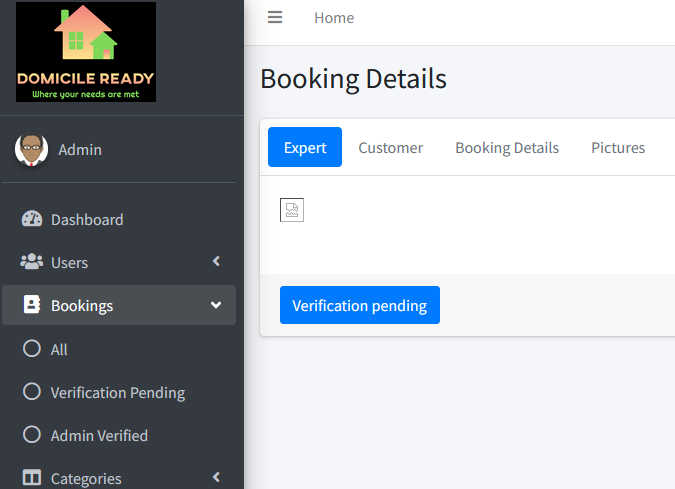 DOMICILE READY
Where your needs are met
Admin
Dashboard
Users
Bookings
All
Verification Pending
Admin Verified
Categories
Home
Booking Details
Expert Customer Booking Details Pictures
Verification pending